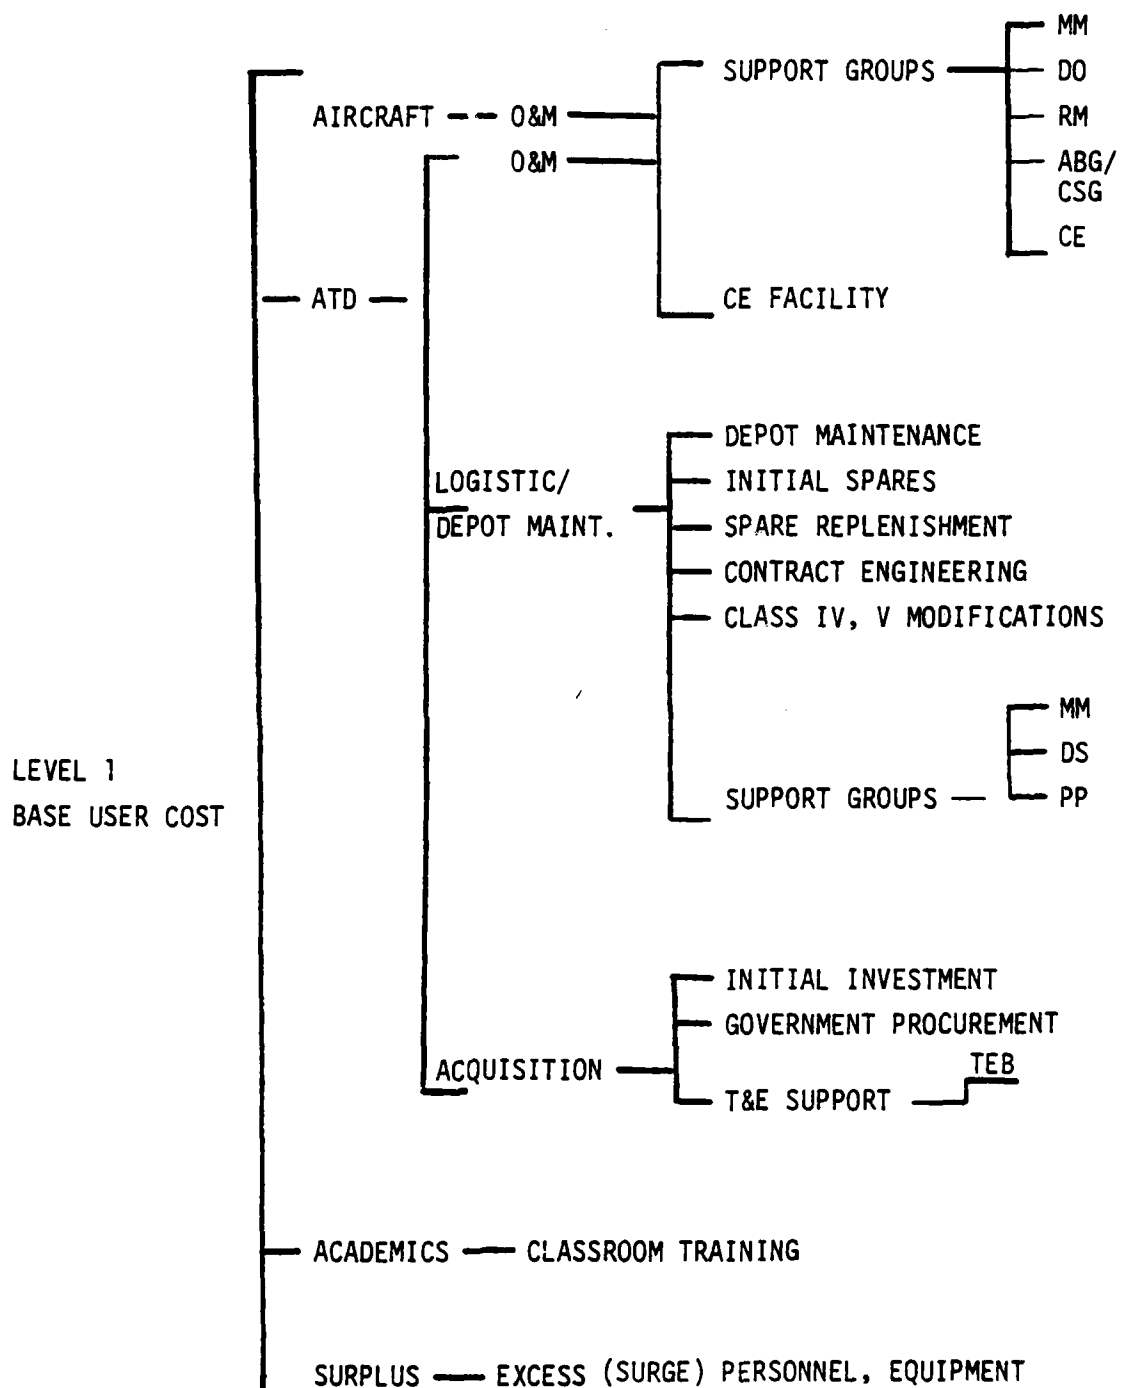 MM
SUPPORT GROUPS
DO
AIRCRAFT
O&M
RM
O&M
ABG/
CSG
CE
ATD
CE FACILITY
DEPOT MAINTENANCE
LOGISTIC/
INITIAL SPARES
DEPOT MAINT.
SPARE REPLENISHMENT
CONTRACT ENGINEERING
CLASS IV, V MODIFICATIONS
MM
DS
LEVEL 1
SUPPORT GROUPS
PP
BASE USER COST
INITIAL INVESTMENT
GOVERNMENT PROCUREMENT
ACQUISITION
TEB
T&E SUPPORT
ACADEMICS
CLASSROOM TRAINING
SURPLUS
EXCESS (SURGE) PERSONNEL, EQUIPMENT